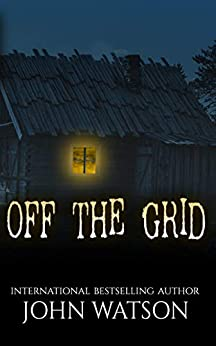 OFF THE GRID
INTERNATIONAL BESTSELLING AUTHOR
JOHN WATSON